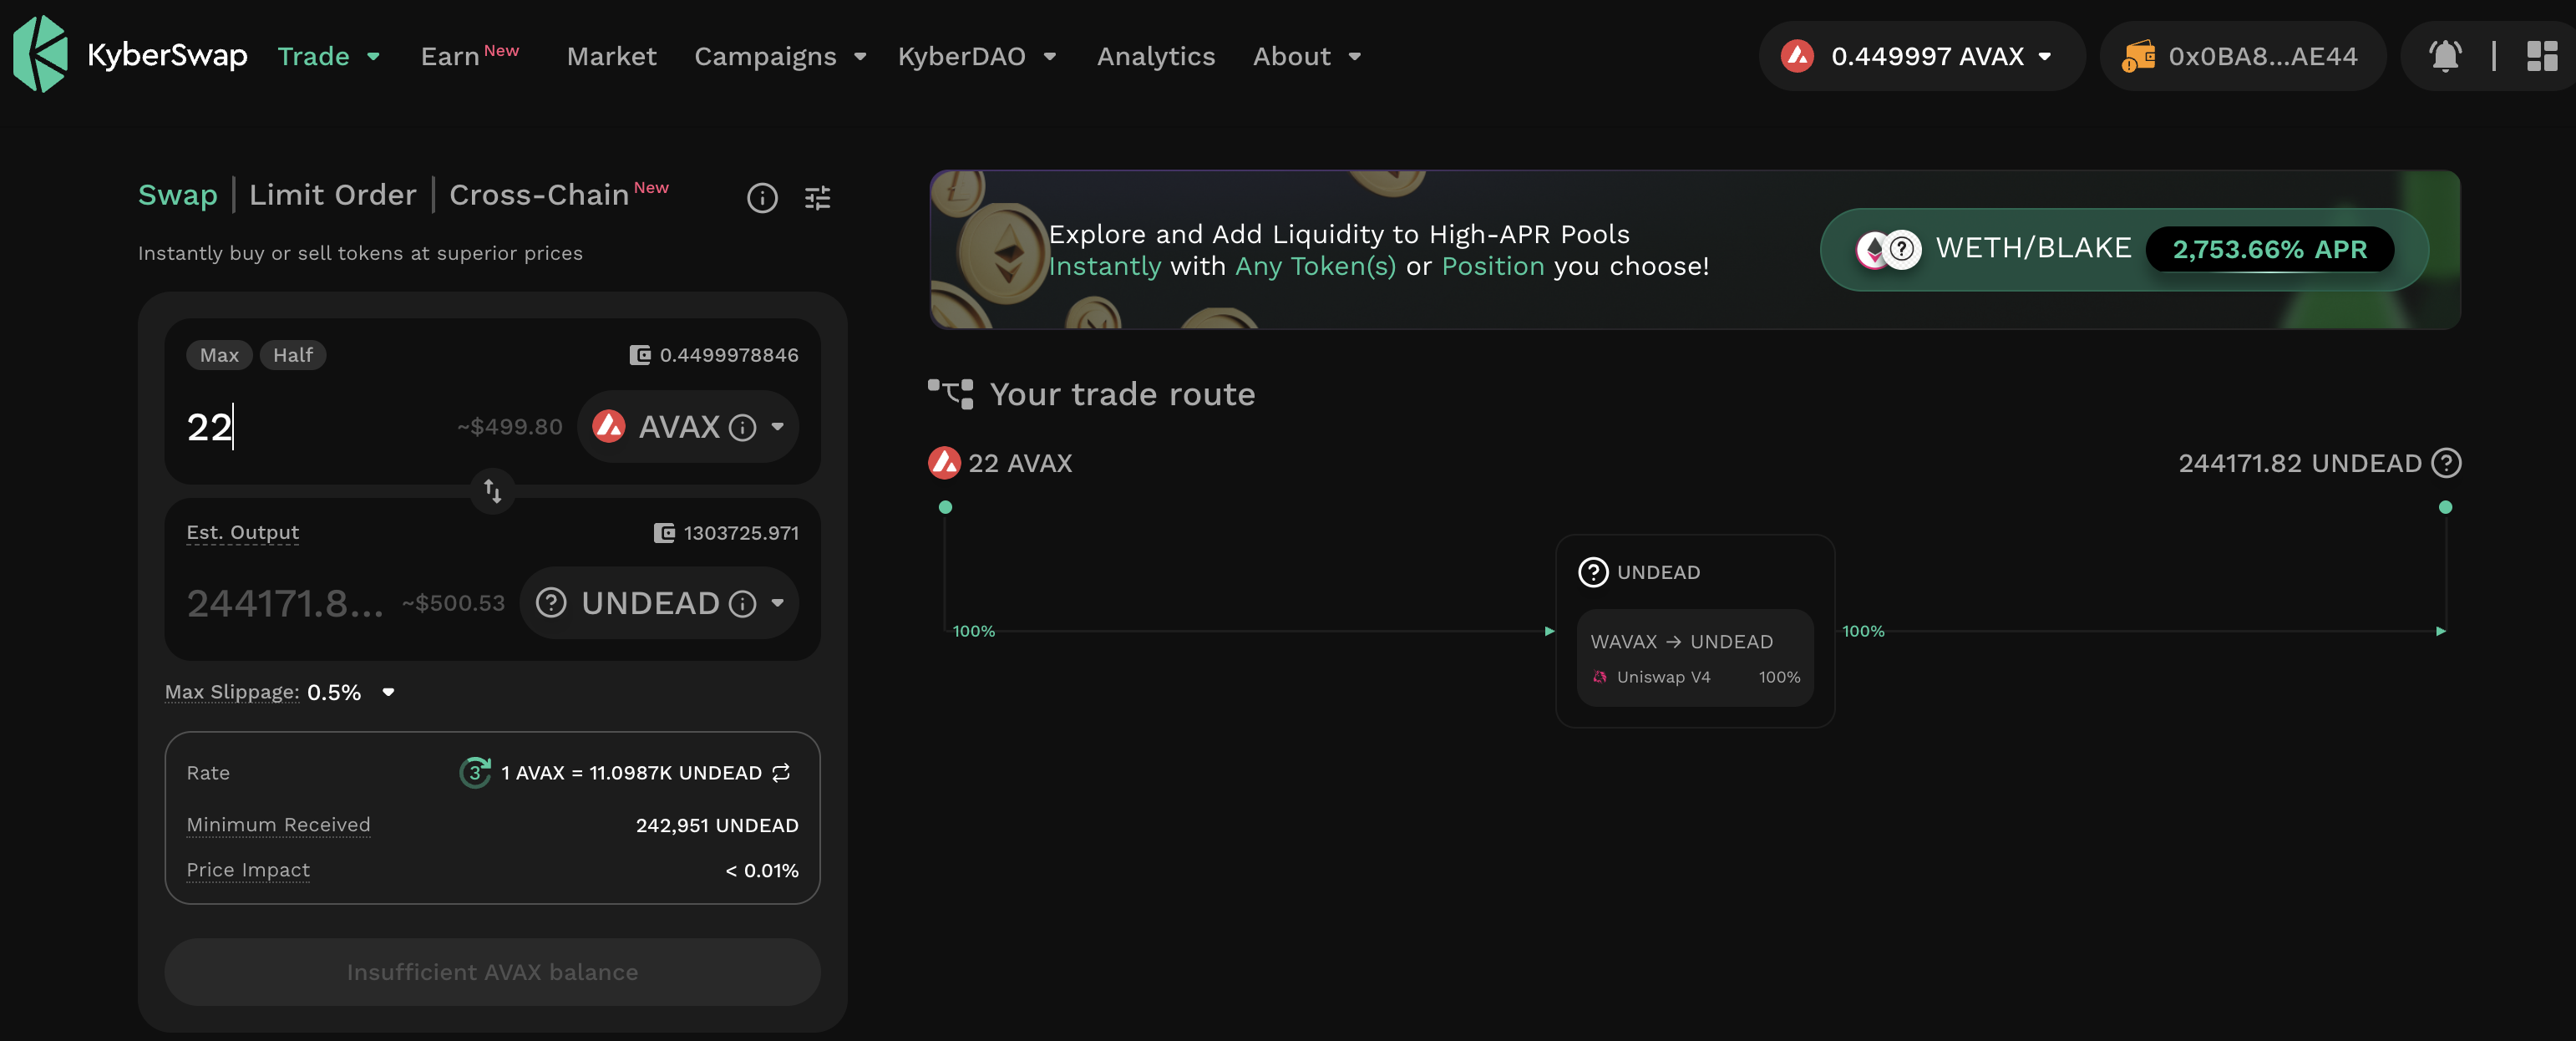 KyberSwap Trade Earn New Market Campaigns KyberDAO Analytics About 0.449997 AVAX 0x0BA8...AE44
Swap | Limit Order | Cross-Chain New
Instantly buy or sell tokens at superior prices
Max Half 0.4499978846
22 ~$499.80 AVAX
Est. Output 1303725.971
244171.8... ~$500.53 UNDEAD
Max Slippage: 0.5%
Rate 3 1 AVAX = 11.0987K UNDEAD
Minimum Received 242,951 UNDEAD
Price Impact < 0.01%
Insufficient AVAX balance
Explore and Add Liquidity to High-APR Pools
Instantly with Any Token(s) or Position you choose!
WETH/BLAKE 2,753.66% APR
Your trade route
22 AVAX 244171.82 UNDEAD
UNDEAD
100% 100%
WAVAX → UNDEAD
Uniswap V4 100%